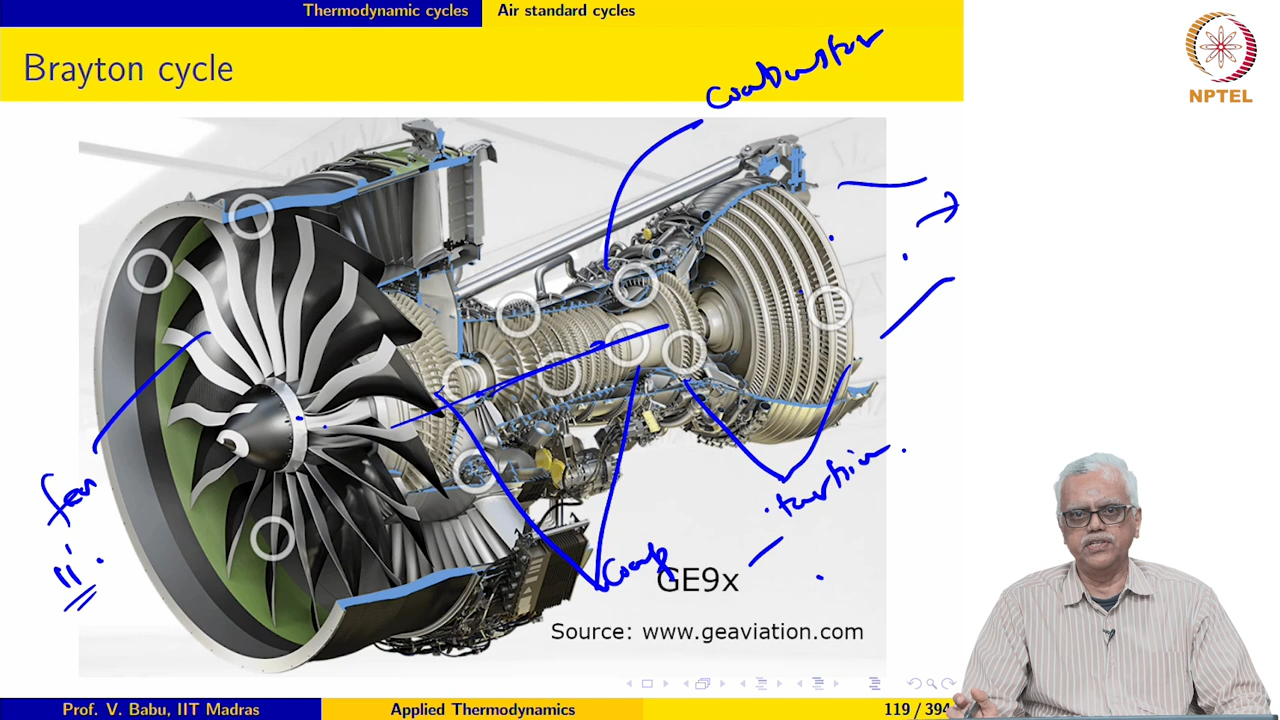 Thermodynamic cycles Air standard cycles
Brayton cycle
NPTEL
combustor
fan
11'
turbine
Comp
GE9x
Source: www.geaviation.com
Prof. V. Babu, IIT Madras Applied Thermodynamics 119 / 394